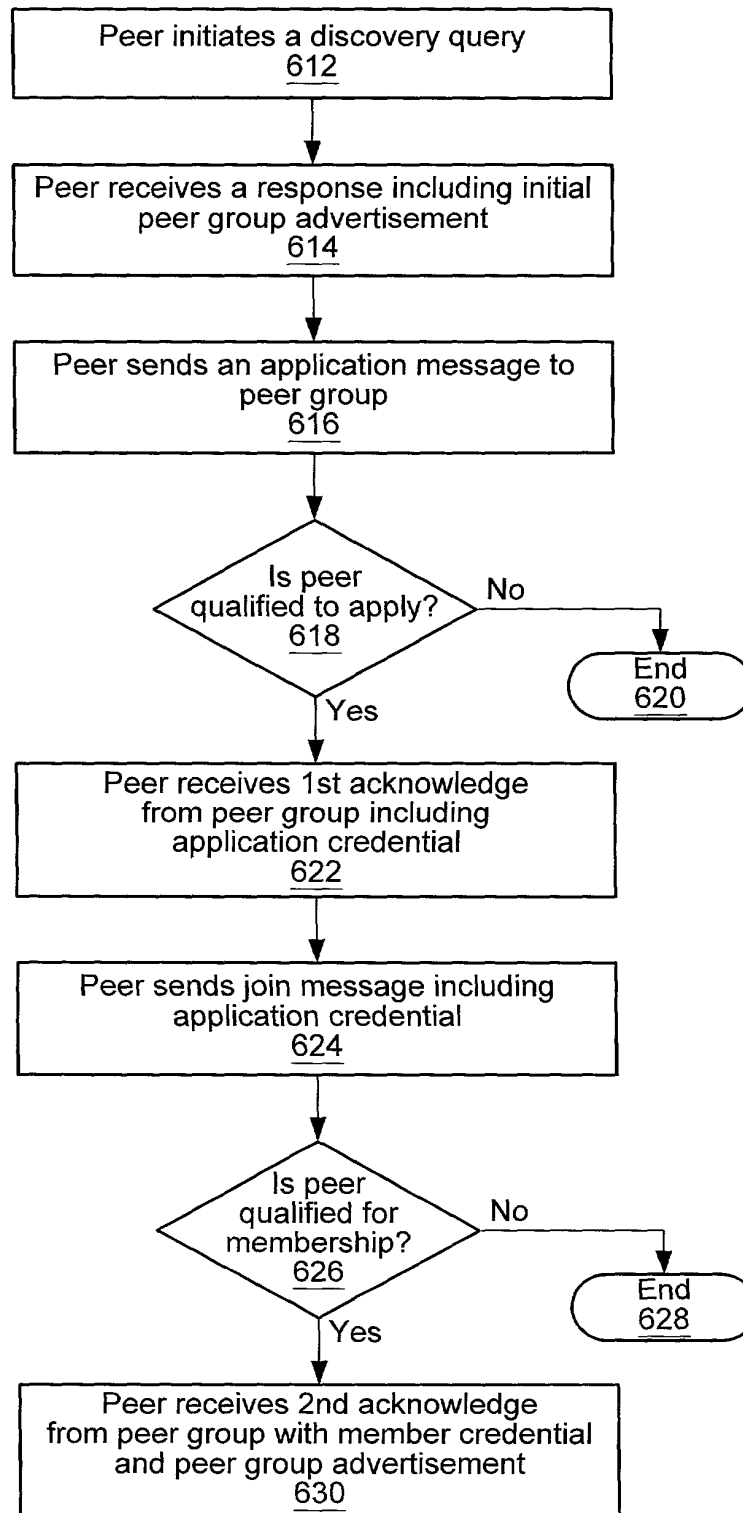 Peer initiates a discovery query
612
Peer receives a response including initial
peer group advertisement
614
Peer sends an application message to
peer group
616
Is peer
qualified to apply?
618
No
End
620
Yes
Peer receives 1st acknowledge
from peer group including
application credential
622
Peer sends join message including
application credential
624
Is peer
qualified for
membership?
626
No
End
628
Yes
Peer receives 2nd acknowledge
from peer group with member credential
and peer group advertisement
630